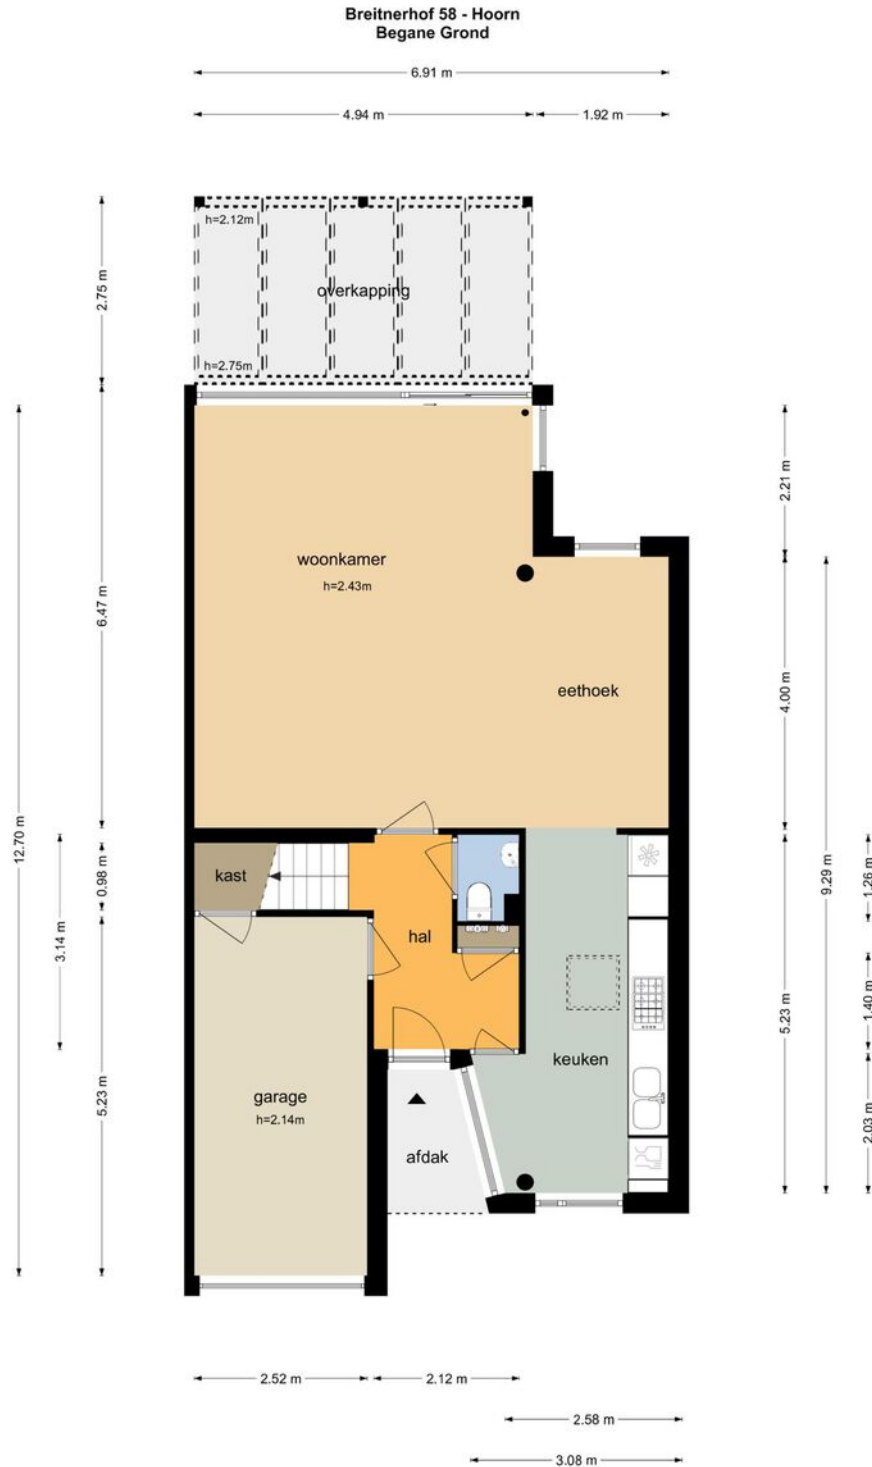 Breitnerhof 58 - Hoorn
Begane Grond
6.91 m
4.94 m
1.92 m
h=2.12m
2.75 m
overkapping
h=2.75m
2.21 m
woonkamer
h=2.43m
6.47 m
eethoek
4.00 m
12.70 m
3.14 m
0.98 m
kast
hal
9.29 m
1.26 m
1.40 m
5.23 m
keuken
garage
h=2.14m
5.23 m
afdak
2.03 m
2.52 m
2.12 m
2.58 m
3.08 m